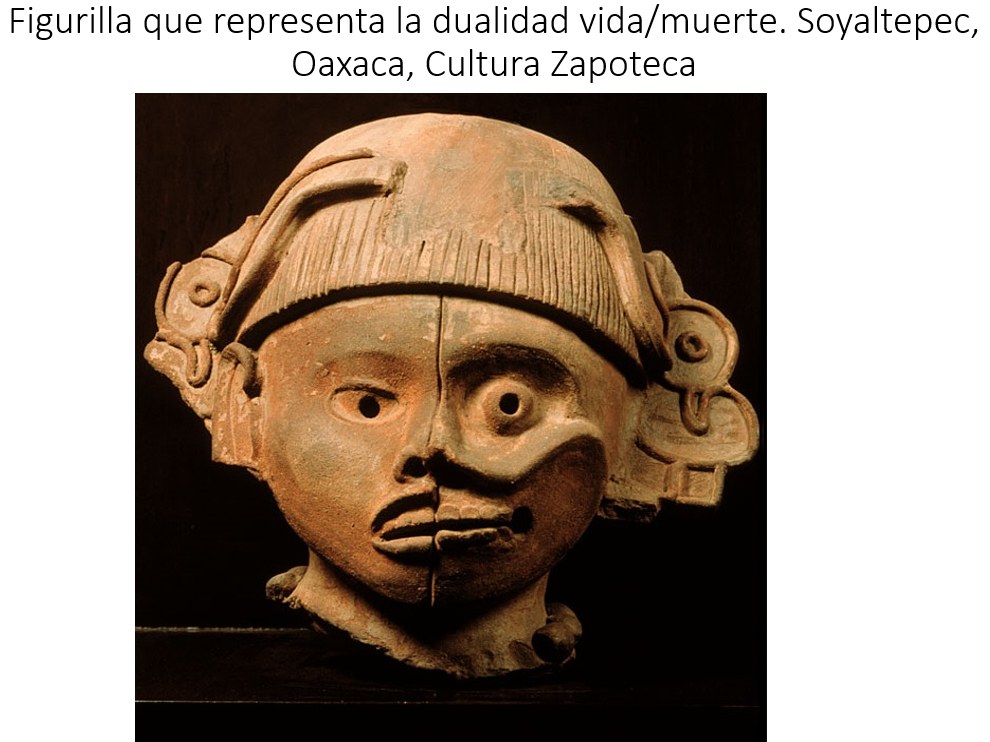 Figurilla que representa la dualidad vida/muerte. Soyaltepec,
Oaxaca, Cultura Zapoteca